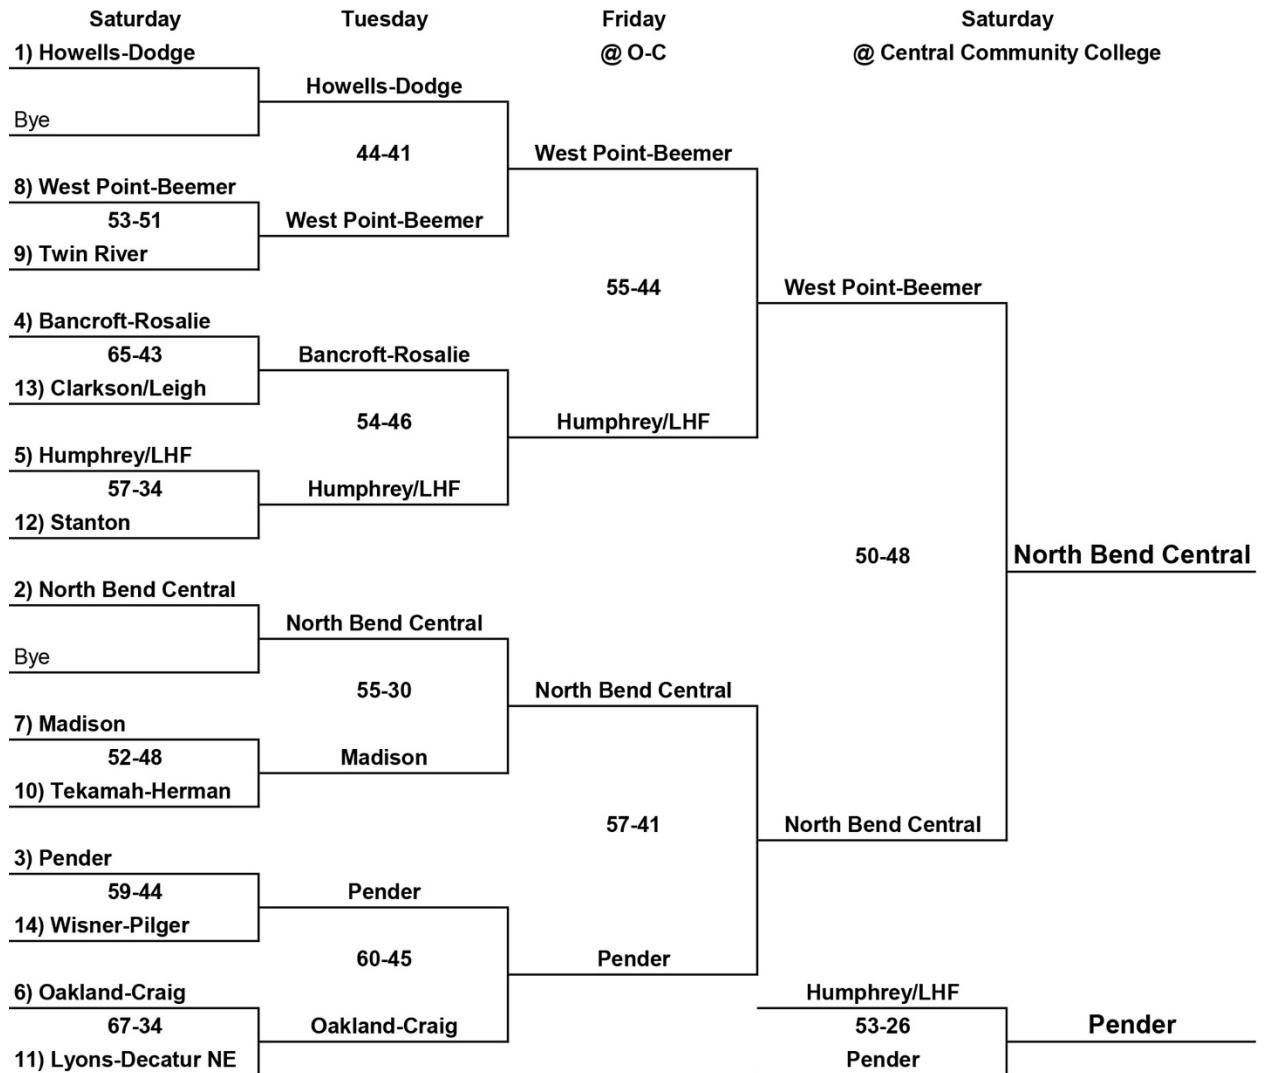 Saturday Tuesday Friday Saturday
1) Howells-Dodge @ O-C @ Central Community College
Howells-Dodge
Bye
44-41 West Point-Beemer
8) West Point-Beemer
53-51 West Point-Beemer
9) Twin River
55-44 West Point-Beemer
4) Bancroft-Rosalie
65-43 Bancroft-Rosalie
13) Clarkson/Leigh
54-46 Humphrey/LHF
5) Humphrey/LHF
57-34 Humphrey/LHF
12) Stanton
50-48 North Bend Central
2) North Bend Central
North Bend Central
Bye
55-30 North Bend Central
7) Madison
52-48 Madison
10) Tekamah-Herman
57-41 North Bend Central
3) Pender
59-44 Pender
14) Wisner-Pilger
60-45 Pender
6) Oakland-Craig Humphrey/LHF
67-34 Oakland-Craig 53-26 Pender
11) Lyons-Decatur NE Pender